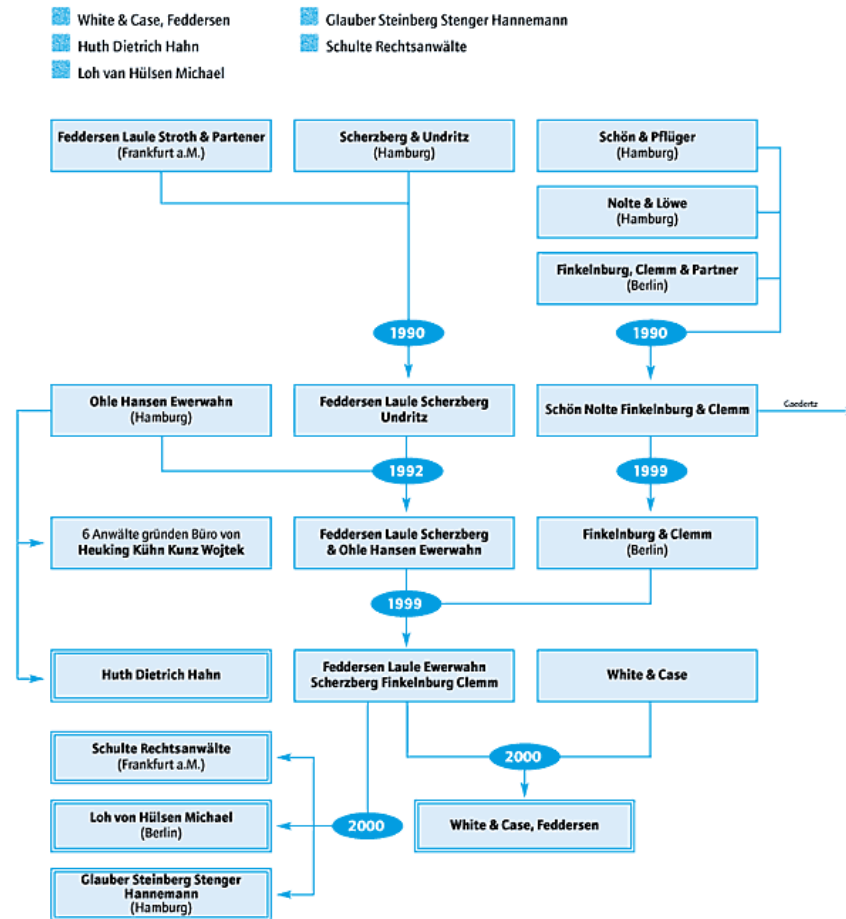 White & Case, Feddersen
Huth Dietrich Hahn
Loh van Hülsen Michael
Glauber Steinberg Stenger Hannemann
Schulte Rechtsanwälte
Feddersen Laule Stroth & Partener
(Frankfurt a.M.)
Scherzberg & Undritz
(Hamburg)
Schön & Pflüger
(Hamburg)
Nolte & Löwe
(Hamburg)
Finkelnburg, Clemm & Partner
(Berlin)
1990
1990
Ohle Hansen Ewerwahn
(Hamburg)
Feddersen Laule Scherzberg
Undritz
Schön Nolte Finkelnburg & Clemm
Gaedertz
1992
1999
6 Anwälte gründen Büro von
Heuking Kühn Kunz Wojtek
Feddersen Laule Scherzberg
& Ohle Hansen Ewerwahn
Finkelnburg & Clemm
(Berlin)
1999
Huth Dietrich Hahn
Feddersen Laule Ewerwahn
Scherzberg Finkelnburg Clemm
White & Case
Schulte Rechtsanwälte
(Frankfurt a.M.)
2000
Loh von Hülsen Michael
(Berlin)
2000
White & Case, Feddersen
Glauber Steinberg Stenger
Hannemann
(Hamburg)